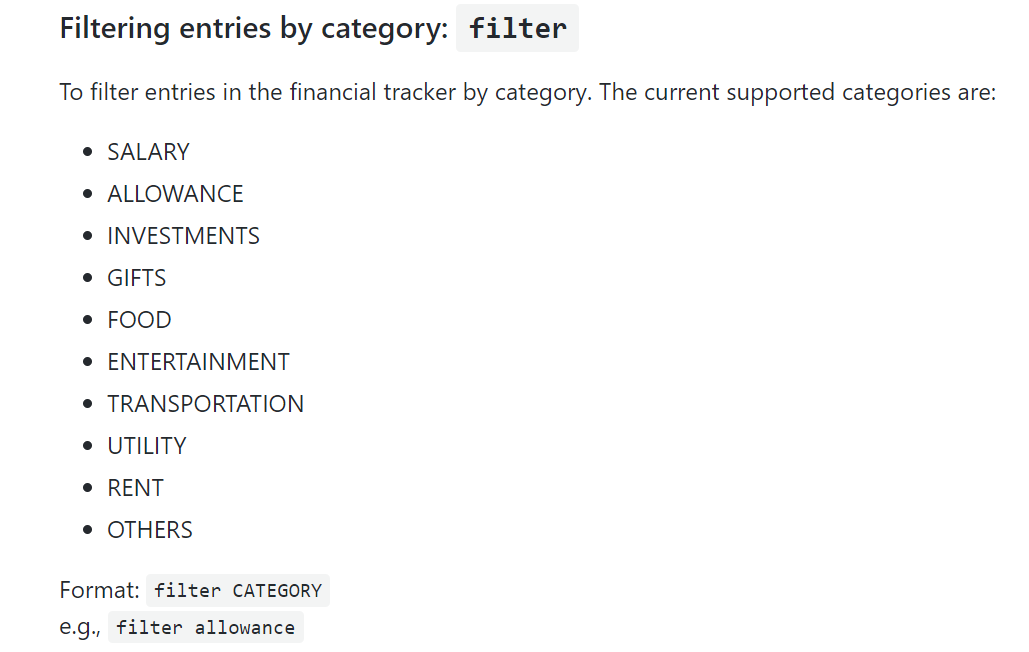 Filtering entries by category: filter
To filter entries in the financial tracker by category. The current supported categories are:
SALARY
ALLOWANCE
INVESTMENTS
GIFTS
FOOD
ENTERTAINMENT
TRANSPORTATION
UTILITY
RENT
OTHERS
Format: filter CATEGORY
e.g., filter allowance